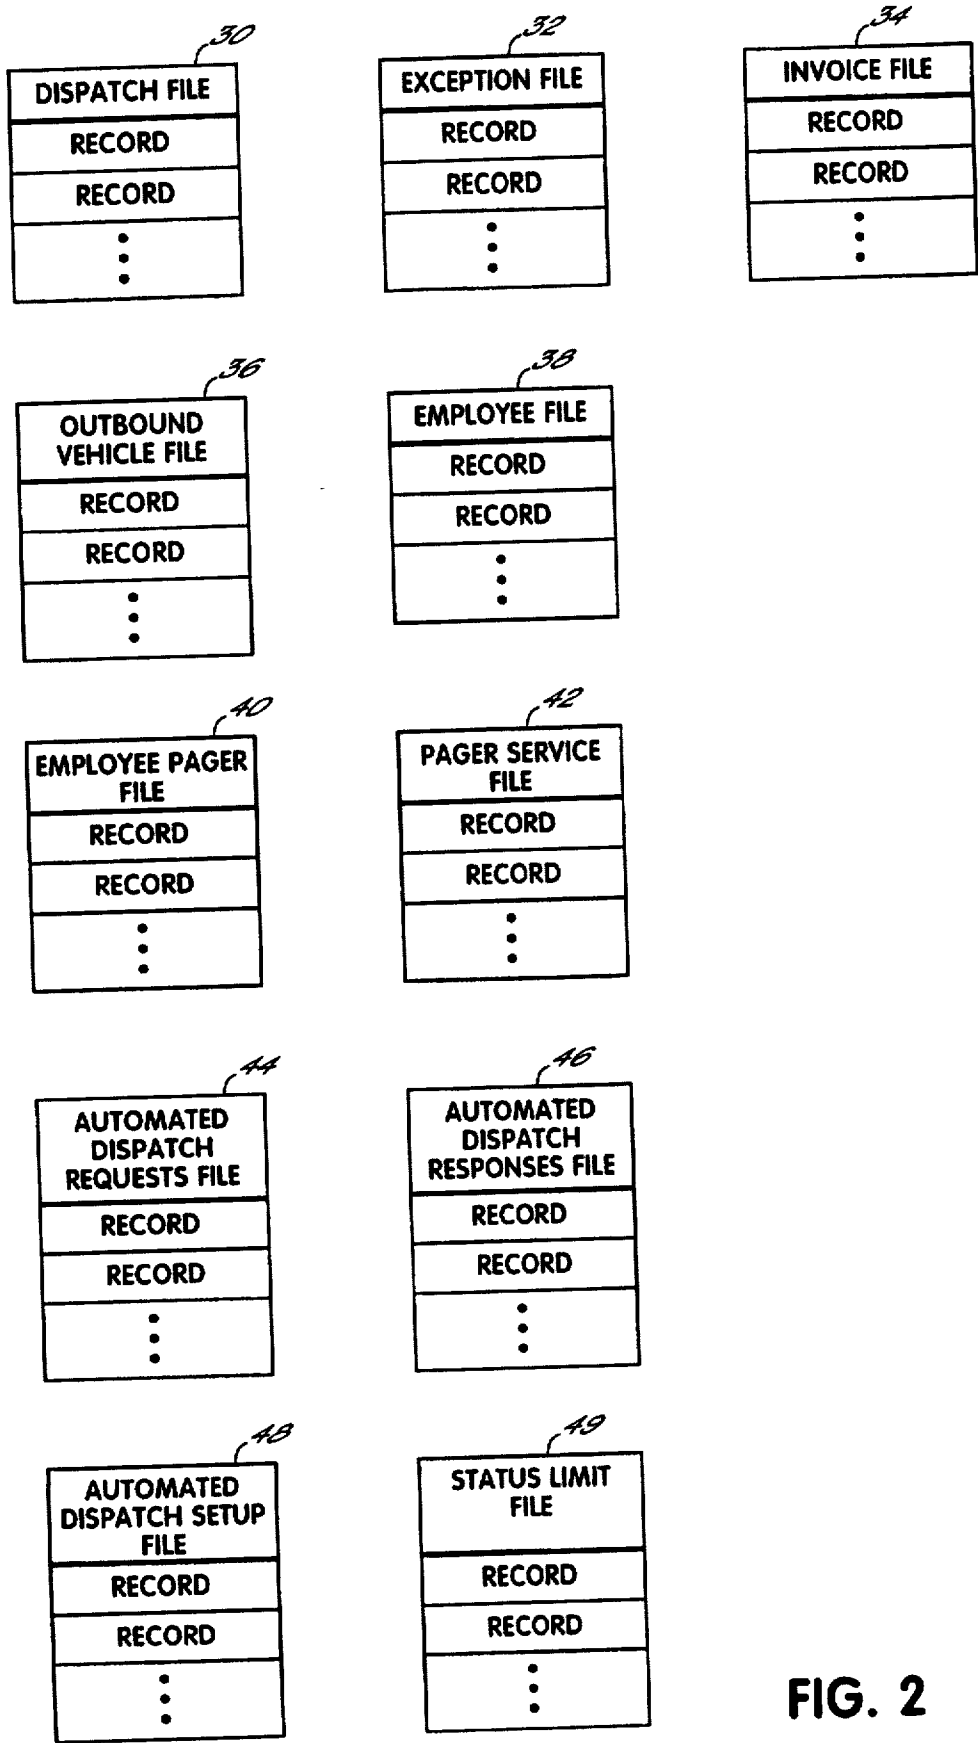 30
DISPATCH FILE
RECORD
RECORD
32
EXCEPTION FILE
RECORD
RECORD
34
INVOICE FILE
RECORD
RECORD
36
OUTBOUND
VEHICLE FILE
RECORD
RECORD
38
EMPLOYEE FILE
RECORD
RECORD
40
EMPLOYEE PAGER
FILE
RECORD
RECORD
42
PAGER SERVICE
FILE
RECORD
RECORD
44
AUTOMATED
DISPATCH
REQUESTS FILE
RECORD
RECORD
46
AUTOMATED
DISPATCH
RESPONSES FILE
RECORD
RECORD
48
AUTOMATED
DISPATCH SETUP
FILE
RECORD
RECORD
49
STATUS LIMIT
FILE
RECORD
RECORD
FIG. 2